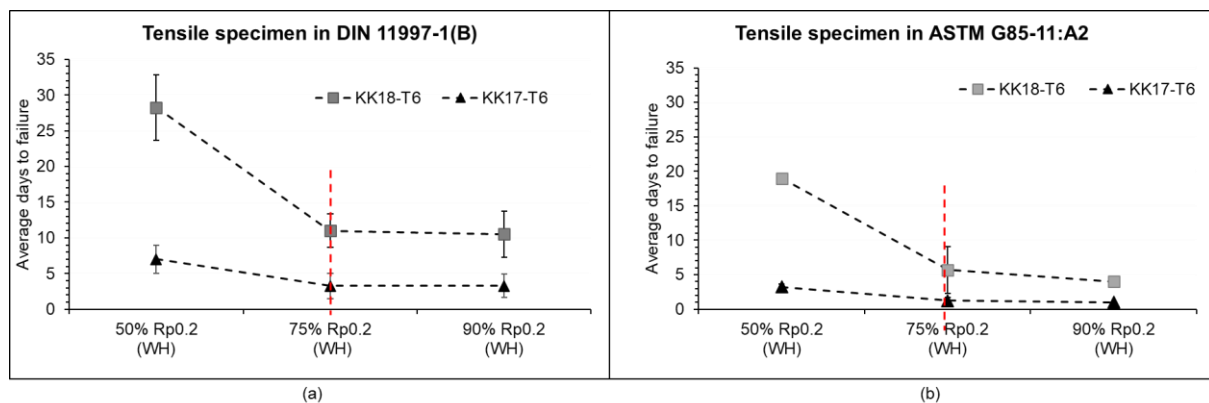 Tensile specimen in DIN 11997-1(B)
Average days to failure
35
30
25
20
15
10
5
0
KK18-T6 KK17-T6
50% Rp0.2 75% Rp0.2 90% Rp0.2
(WH) (WH) (WH)
(a)
Tensile specimen in ASTM G85-11:A2
Average days to failure
35
30
25
20
15
10
5
0
KK18-T6 KK17-T6
50% Rp0.2 75% Rp0.2 90% Rp0.2
(WH) (WH) (WH)
(b)